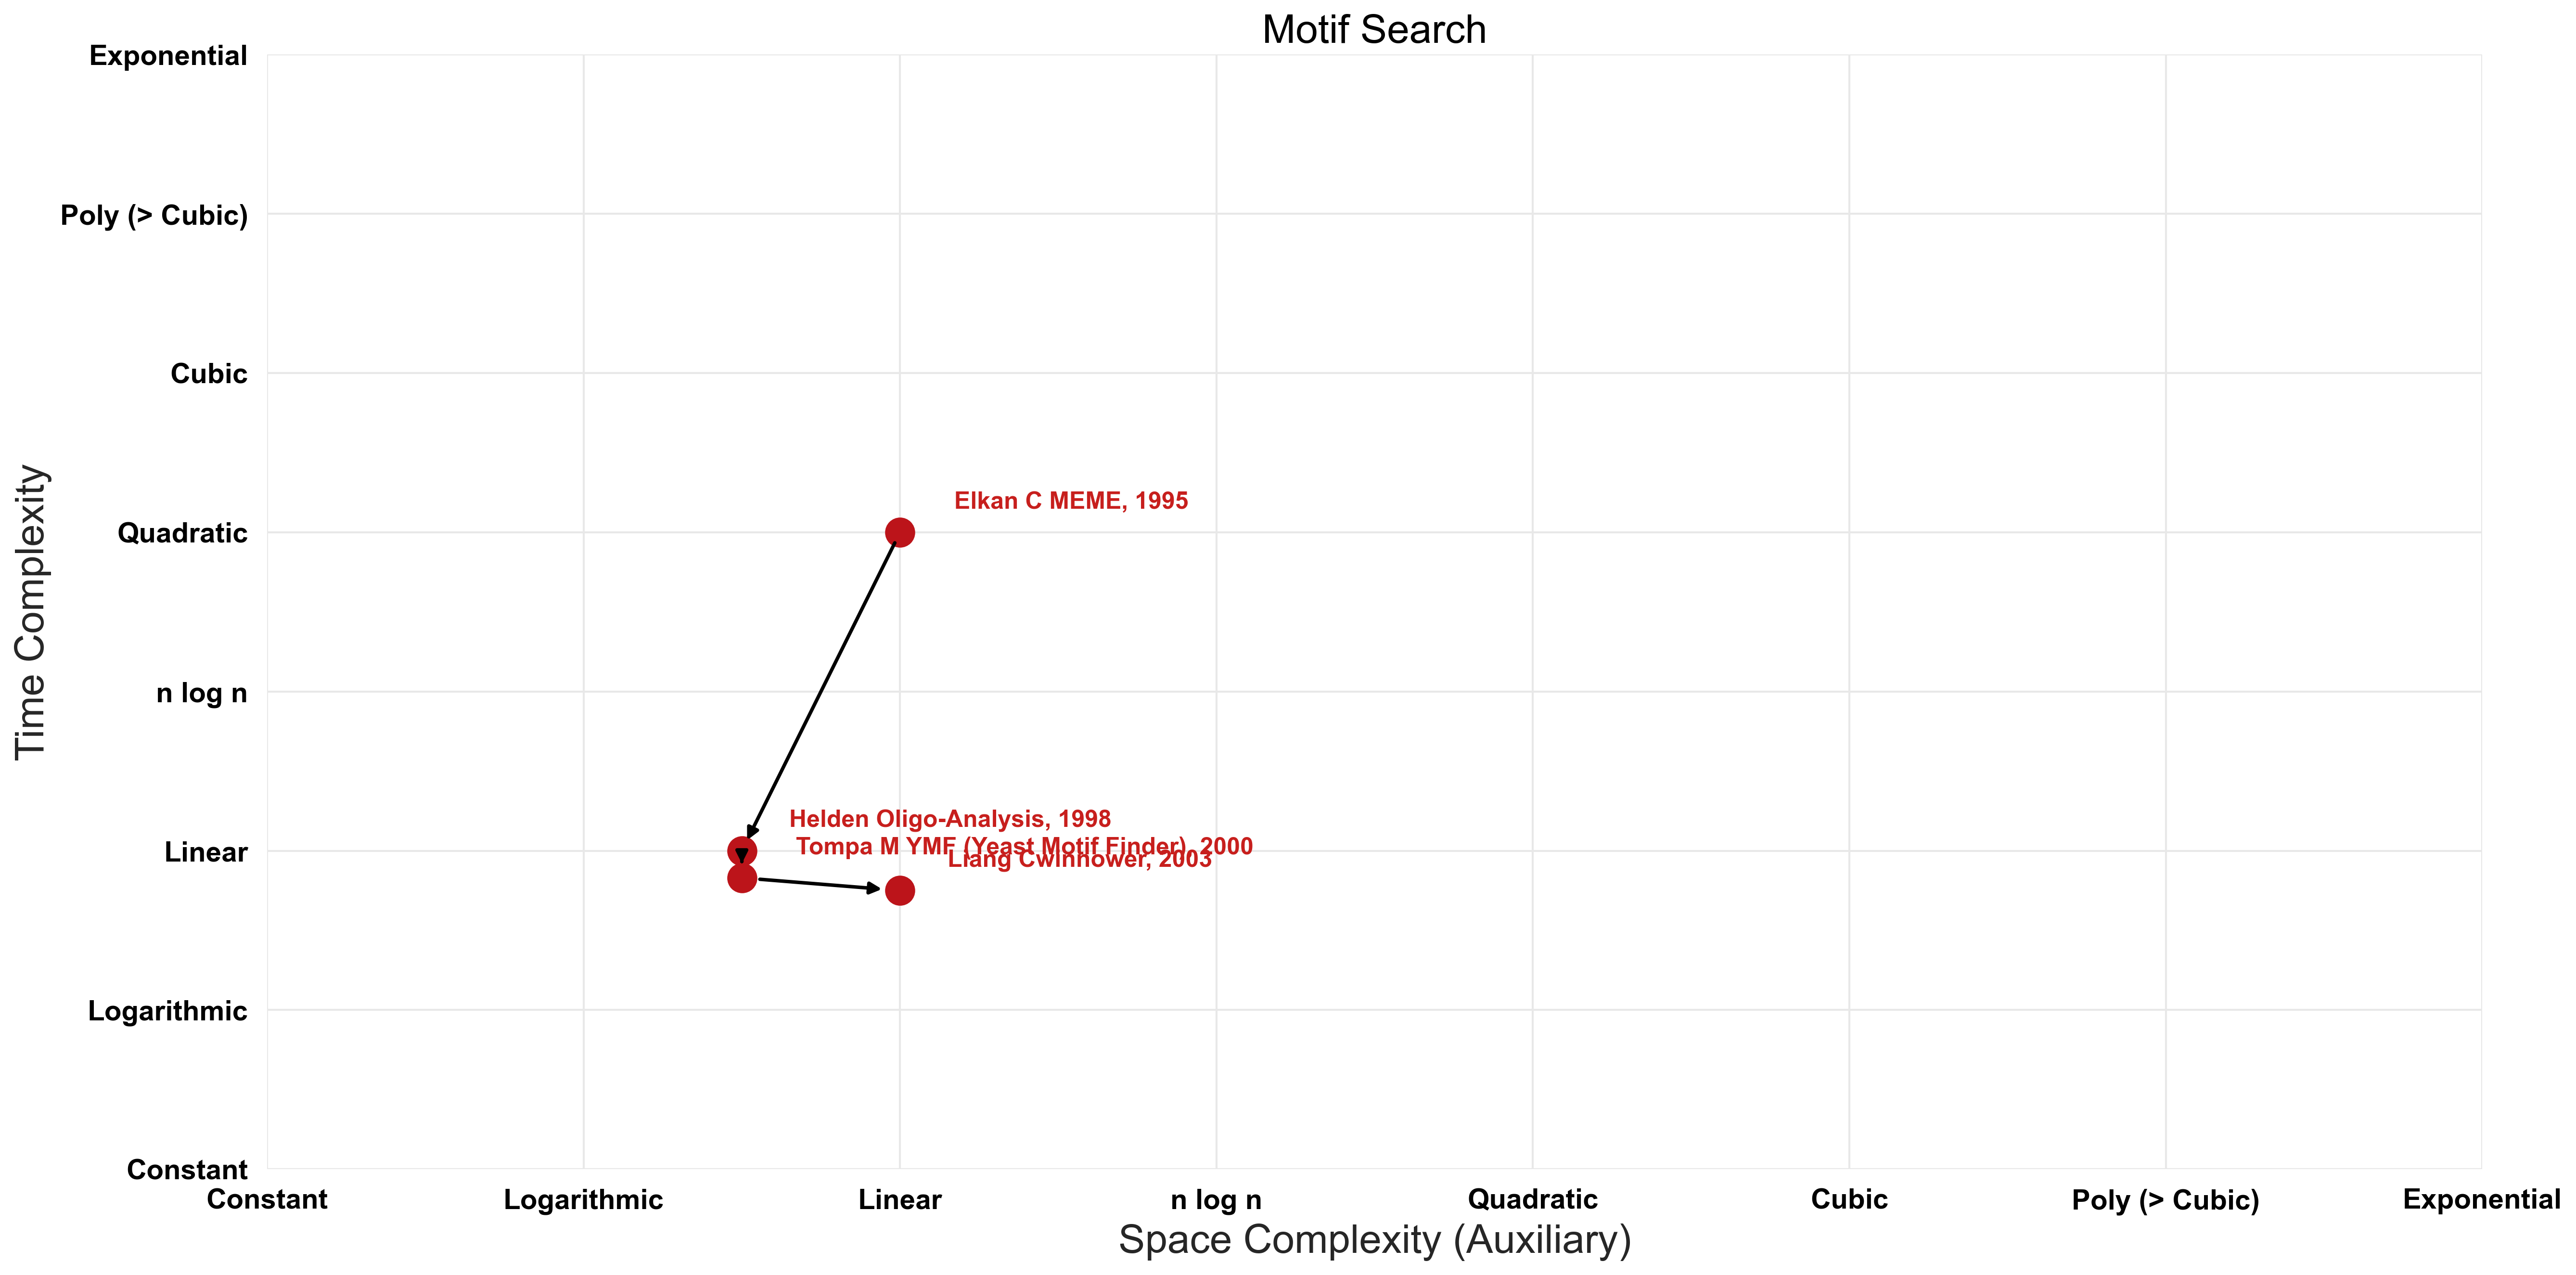 Motif Search
Exponential
Poly (> Cubic)
Cubic
Quadratic
n log n
Linear
Logarithmic
Constant
Time Complexity
Elkan C MEME, 1995
Helden Oligo-Analysis, 1998
Tompa M YMF (Yeast Motif Finder), 2000
Liang Cwinnower, 2003
Constant
Logarithmic
Linear
n log n
Quadratic
Cubic
Poly (> Cubic)
Exponential
Space Complexity (Auxiliary)